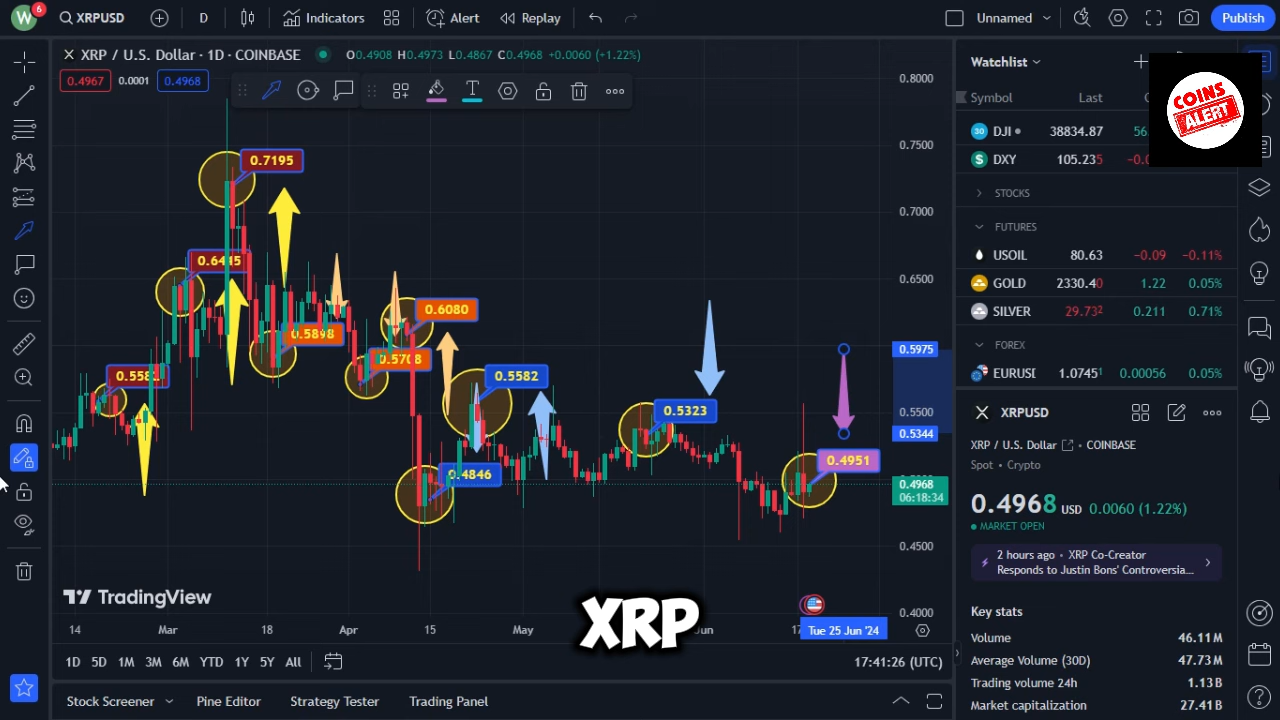 W 6
XRPUSD
D
Indicators
Alert
Replay
Unnamed
Publish
XRP / U.S. Dollar · 1D · COINBASE
O0.4908 H0.4973 L0.4867 C0.4968 +0.0060 (+1.22%)
0.4967
0.0001
0.4968
T
0.7195
0.6445
0.5898
0.6080
0.5708
0.5582
0.4846
0.5323
0.4951
0.8000
0.7500
0.7000
0.6500
0.5975
0.5500
0.5344
0.4968
06:18:34
0.4500
0.4000
TradingView
XRP
14
Mar
18
Apr
15
May
Tue 25 Jun '24
1D 5D 1M 3M 6M YTD 1Y 5Y All
17:41:26 (UTC)
Stock Screener
Pine Editor
Strategy Tester
Trading Panel
Watchlist
COINS
ALERT
Symbol
Last
DJI 38834.87 56.
DXY 105.235
STOCKS
FUTURES
USOIL 80.63 −0.09 −0.11%
GOLD 2330.40 1.22 0.05%
SILVER 29.732 0.211 0.71%
FOREX
EURUSI 1.07451 0.00056 0.05%
XRPUSD
XRP / U.S. Dollar • COINBASE
Spot • Crypto
0.4968 USD 0.0060 (1.22%)
MARKET OPEN
2 hours ago • XRP Co-Creator
Responds to Justin Bons' Controversia...
Key stats
Volume 46.11M
Average Volume (30D) 47.73M
Trading volume 24h 1.13B
Market capitalization 27.41B